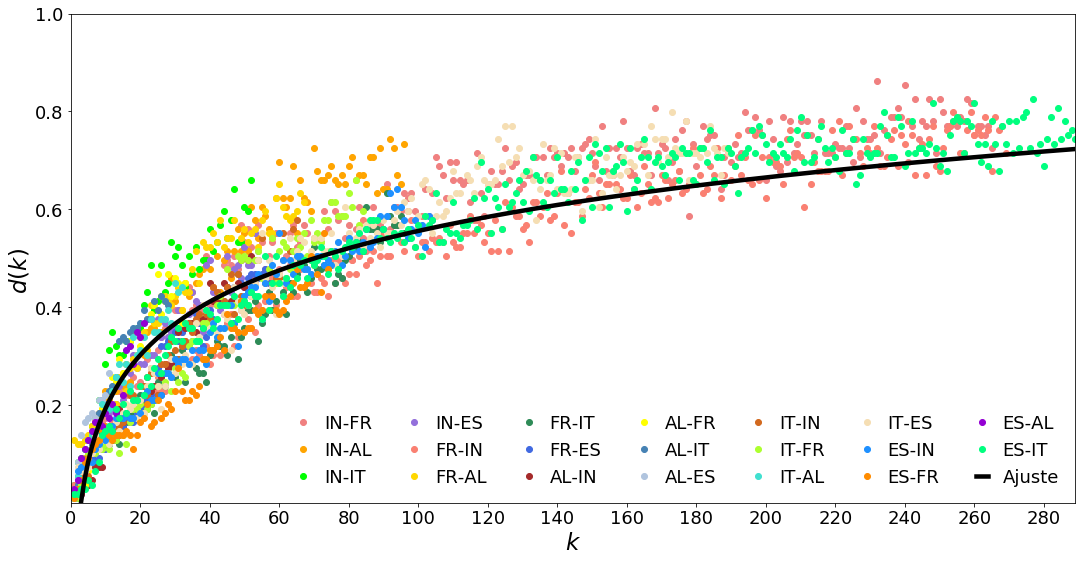 1.0
0.8
0.6
0.4
0.2
d(k)
IN-FR IN-ES FR-IT AL-FR IT-IN IT-ES ES-AL
IN-AL FR-IN FR-ES AL-IT IT-FR ES-IN ES-IT
IN-IT FR-AL AL-IN AL-ES IT-AL ES-FR Ajuste
0 20 40 60 80 100 120 140 160 180 200 220 240 260 280
k